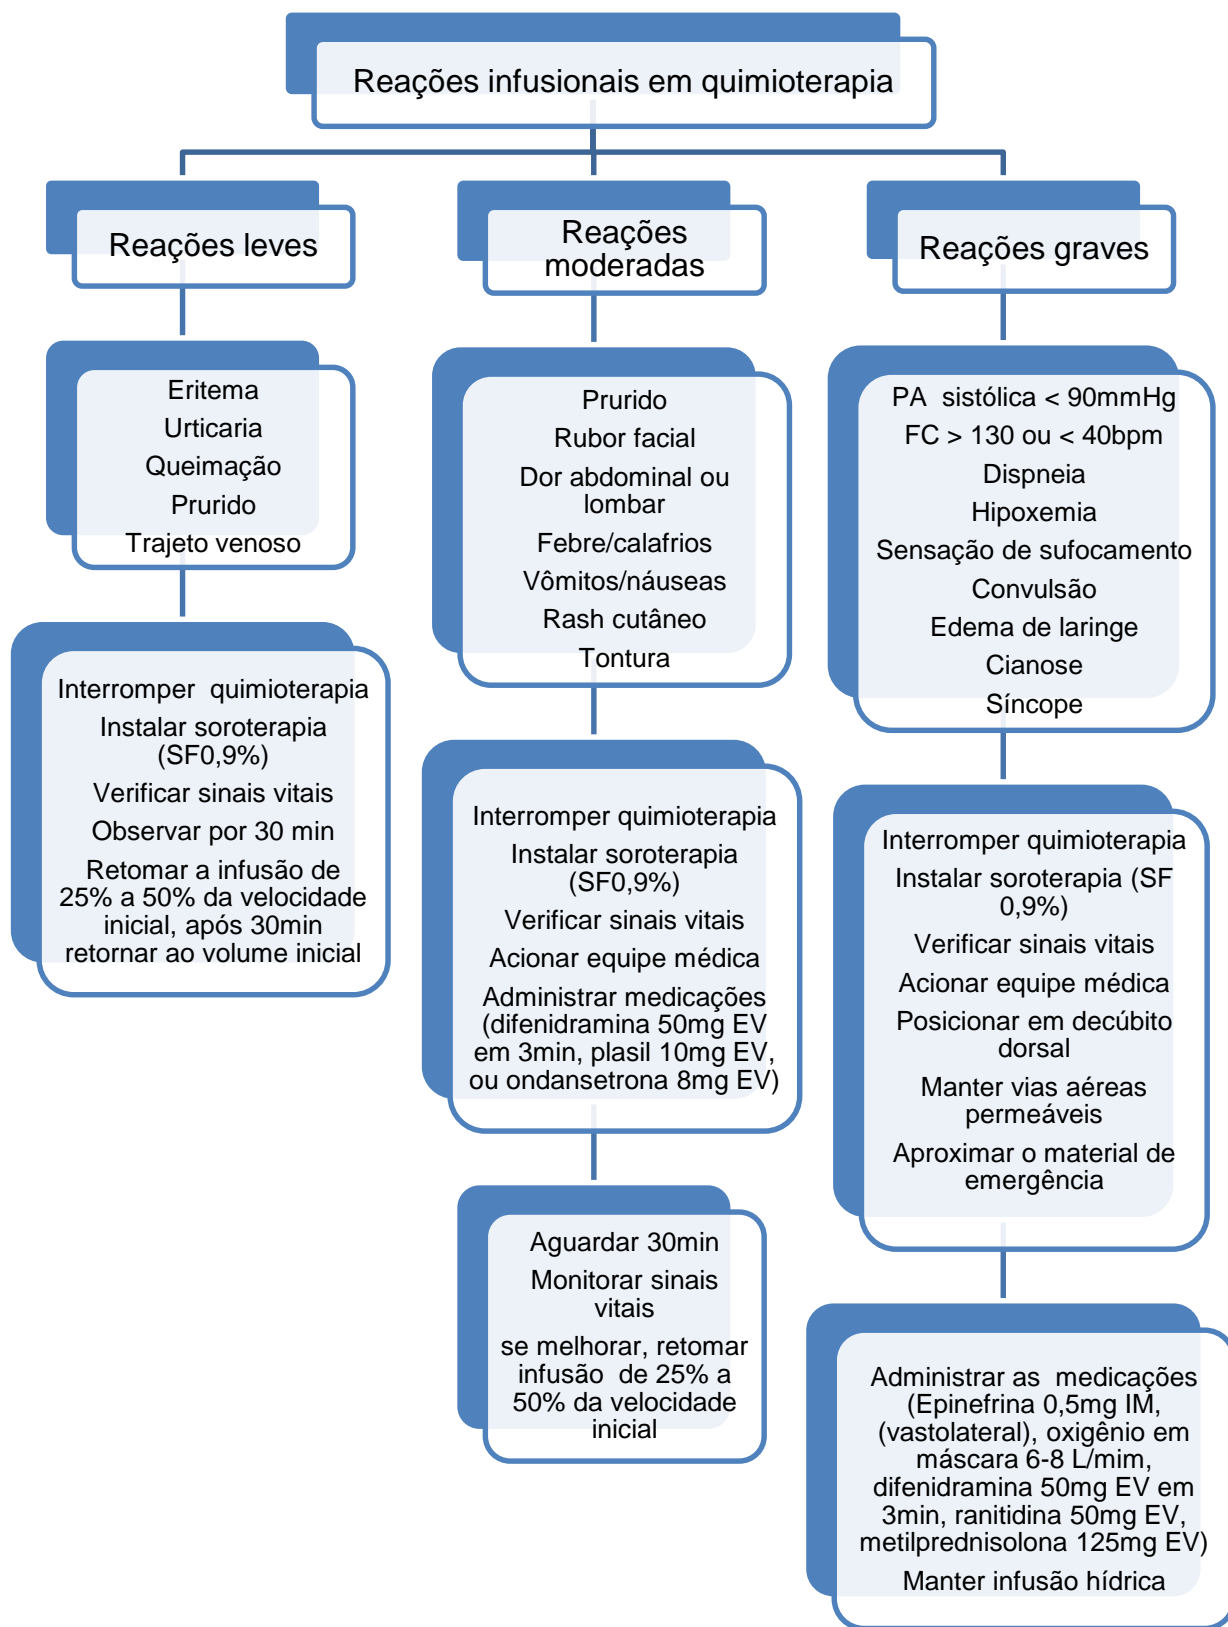 Reações infusionais em quimioterapia
Reações leves
Eritema
Urticaria
Queimação
Prurido
Trajeto venoso
Interromper quimioterapia
Instalar soroterapia
(SF0,9%)
Verificar sinais vitais
Observar por 30 min
Retomar a infusão de
25% a 50% da velocidade
inicial, após 30min
retornar ao volume inicial
Reações
moderadas
Prurido
Rubor facial
Dor abdominal ou
lombar
Febre/calafrios
Vômitos/náuseas
Rash cutâneo
Tontura
Interromper quimioterapia
Instalar soroterapia
(SF0,9%)
Verificar sinais vitais
Acionar equipe médica
Administrar medicações
(difenidramina 50mg EV
em 3min, plasil 10mg EV,
ou ondansetrona 8mg EV)
Aguardar 30min
Monitorar sinais
vitais
se melhorar, retomar
infusão de 25% a
50% da velocidade
inicial
Reações graves
PA sistólica < 90mmHg
FC > 130 ou < 40bpm
Dispneia
Hipoxemia
Sensação de sufocamento
Convulsão
Edema de laringe
Cianose
Síncope
Interromper quimioterapia
Instalar soroterapia (SF
0,9%)
Verificar sinais vitais
Acionar equipe médica
Posicionar em decúbito
dorsal
Manter vias aéreas
permeáveis
Aproximar o material de
emergência
Administrar as medicações
(Epinefrina 0,5mg IM,
(vastolateral), oxigênio em
máscara 6-8 L/mim,
difenidramina 50mg EV em
3min, ranitidina 50mg EV,
metilprednisolona 125mg EV)
Manter infusão hídrica